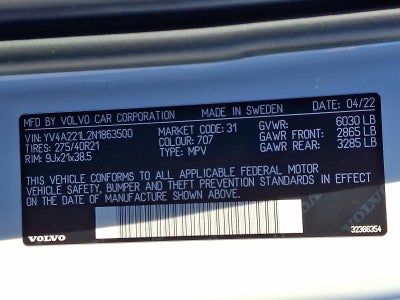 MFD. BY VOLVO CAR CORPORATION MADE IN SWEDEN DATE: 04/22
VIN: YV4A221L2N1863500 MARKET CODE: 31 GVWR: 6030 LB
TIRES: 275/40R21 COLOUR: 707 GAWR FRONT: 2865 LB
RIM: 9Jx21x38.5 TYPE: MPV GAWR REAR: 3285 LB
THIS VEHICLE CONFORMS TO ALL APPLICABLE FEDERAL MOTOR
VEHICLE SAFETY, BUMPER AND THEFT PREVENTION STANDARDS IN EFFECT
ON THE DATE OF MANUFACTURE SHOWN ABOVE.
VOLVO 32366354